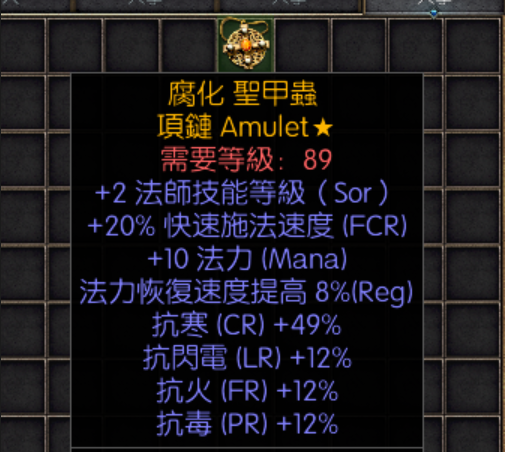 腐化 聖甲蟲
項鏈 Amulet★
需要等級: 89
+2 法師技能等級 ( Sor )
+20% 快速施法速度 (FCR)
+10 法力 (Mana)
法力恢復速度提高 8%(Reg)
抗寒 (CR) +49%
抗閃電 (LR) +12%
抗火 (FR) +12%
抗毒 (PR) +12%